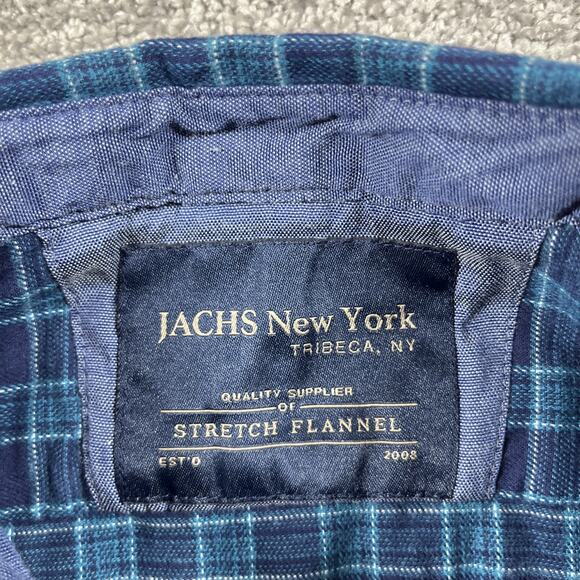 JACHS New York
TRIBECA, NY
QUALITY SUPPLIER
OF
STRETCH FLANNEL
EST'D 2008